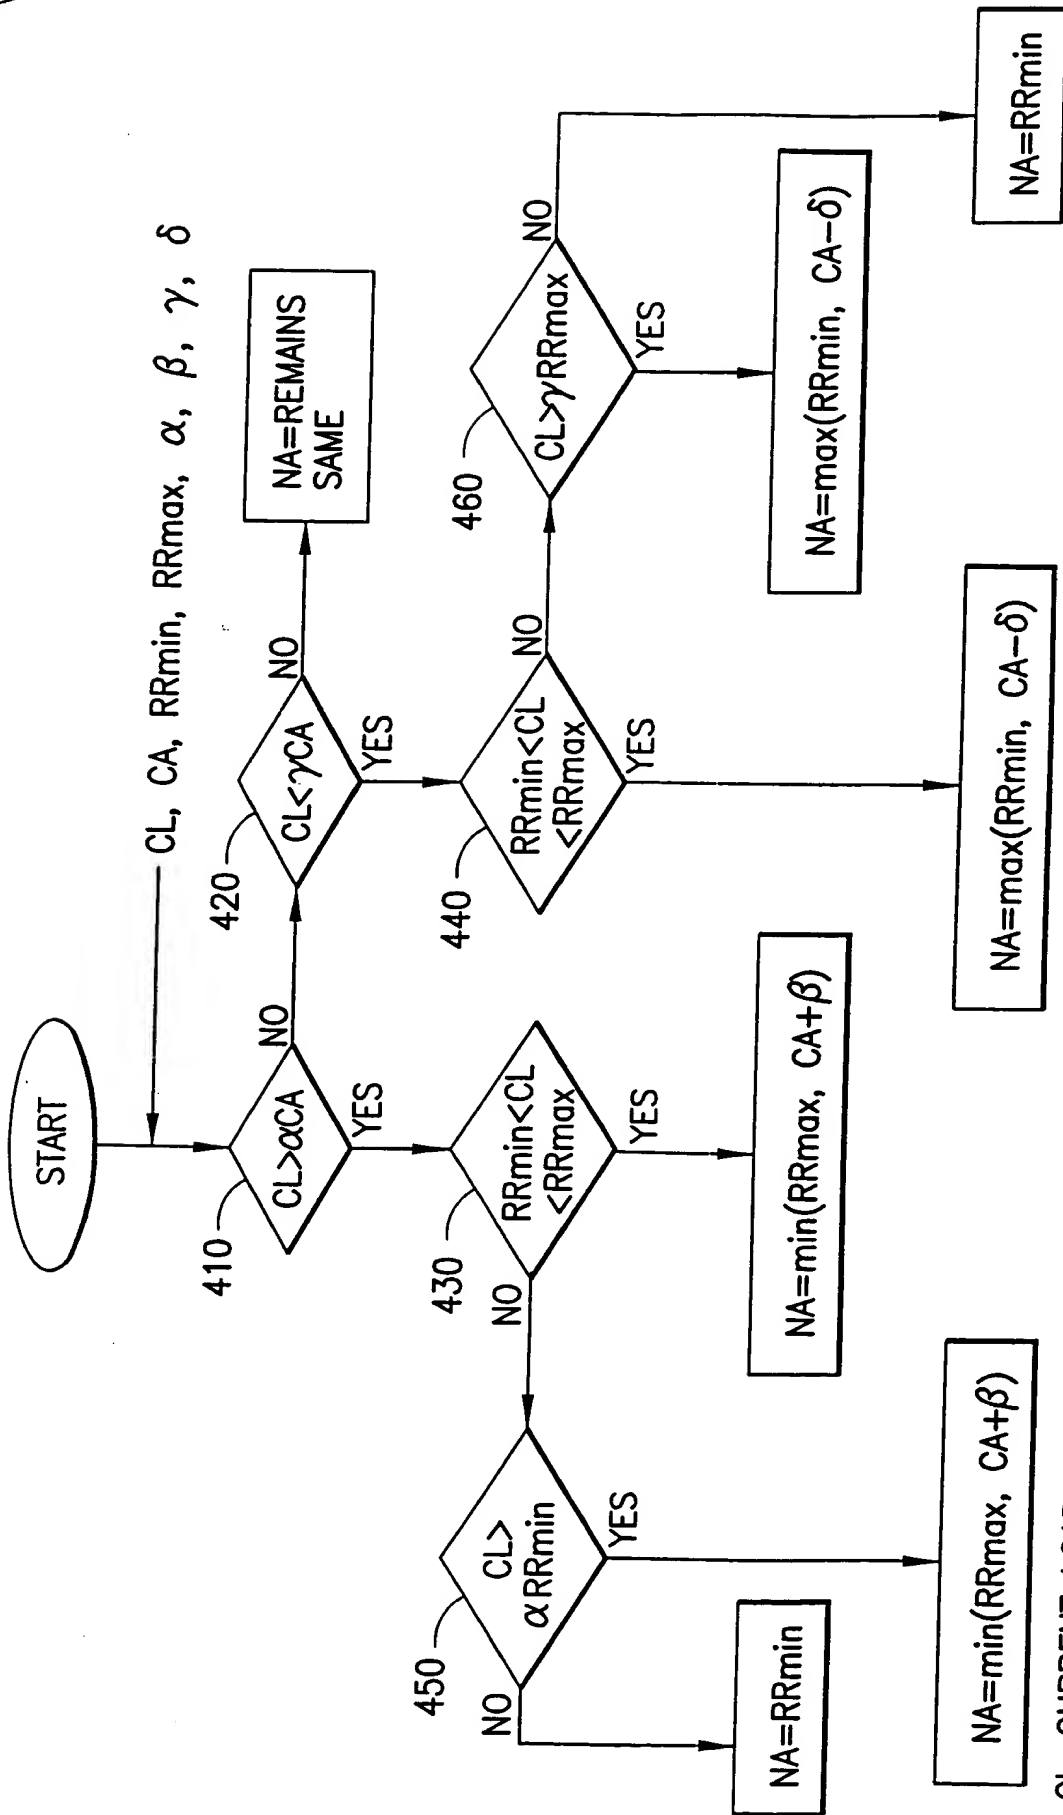 START
CL, CA, RRmin, RRmax, α, β, γ, δ
410
CL>αCA
NO
YES
420
CL<γCA
NO
YES
NA=REMAINS
SAME
430
RRmin<CL
<RRmax
NO
YES
440
RRmin<CL
<RRmax
NO
YES
450
CL>
αRRmin
NO
YES
460
CL>γRRmax
NO
YES
NA=RRmin
NA=min(RRmax, CA+β)
NA=min(RRmax, CA+β)
NA=max(RRmin, CA−δ)
NA=max(RRmin, CA−δ)
NA=RRmin